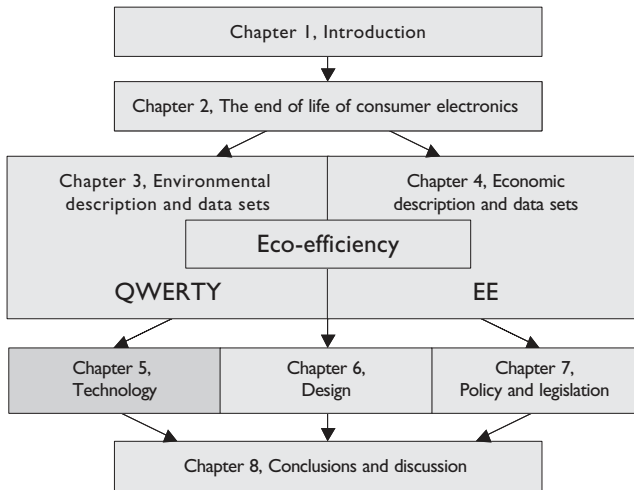 Chapter 1, Introduction
Chapter 2, The end of life of consumer electronics
Chapter 3, Environmental
description and data sets
Chapter 4, Economic
description and data sets
Eco-efficiency
QWERTY
EE
Chapter 5,
Technology
Chapter 6,
Design
Chapter 7,
Policy and legislation
Chapter 8, Conclusions and discussion